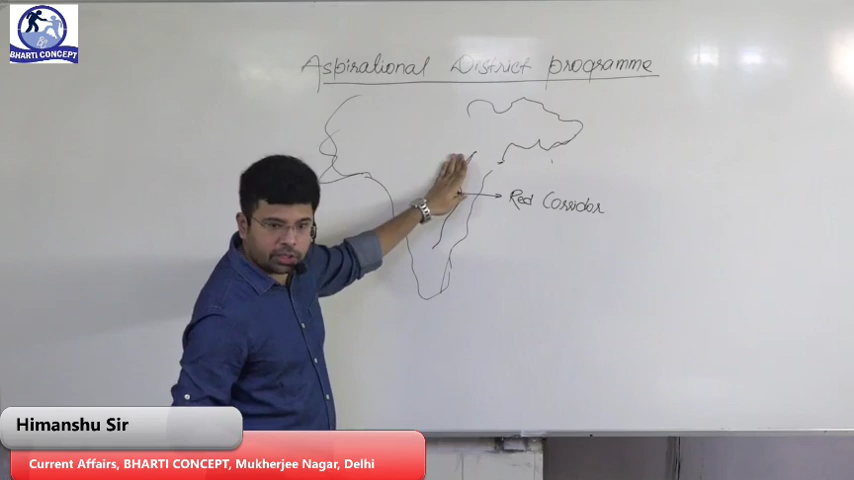 BHARTI CONCEPT
Aspirational District programme
Red Corridor
Himanshu Sir
Current Affairs, BHARTI CONCEPT, Mukherjee Nagar, Delhi